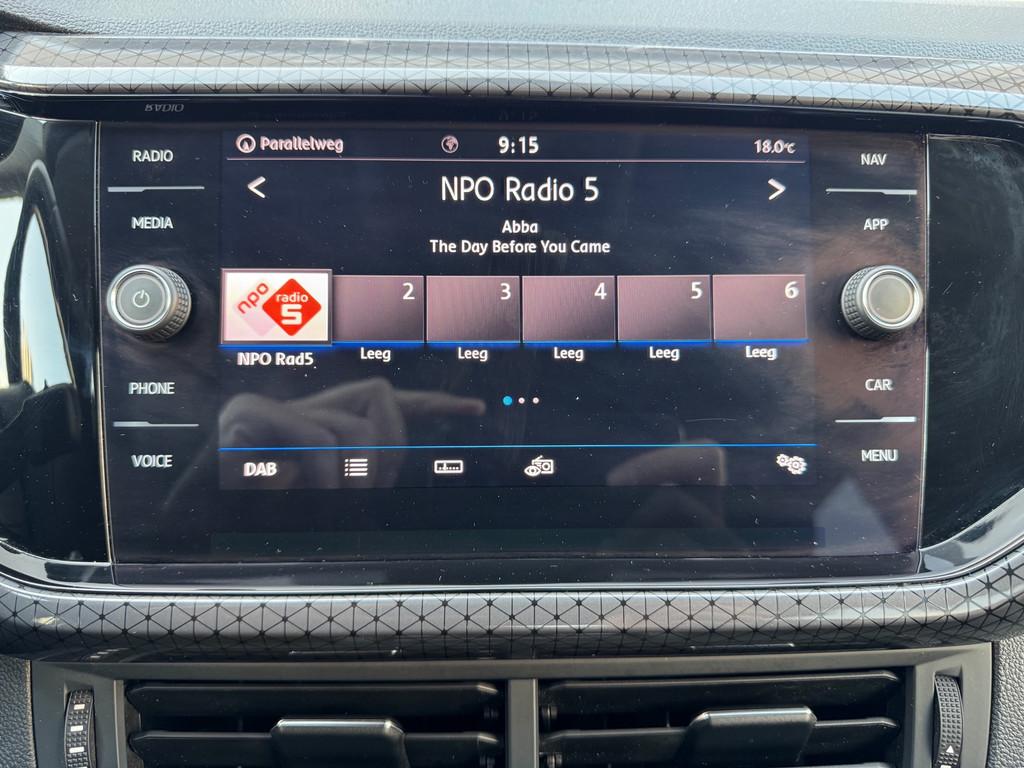 RADIO
MEDIA
PHONE
VOICE
Parallelweg 9:15 18.0°C
NPO Radio 5
Abba
The Day Before You Came
npo radio 5
2 3 4 5 6
NPO Rad5 Leeg Leeg Leeg Leeg Leeg
DAB
NAV
APP
CAR
MENU